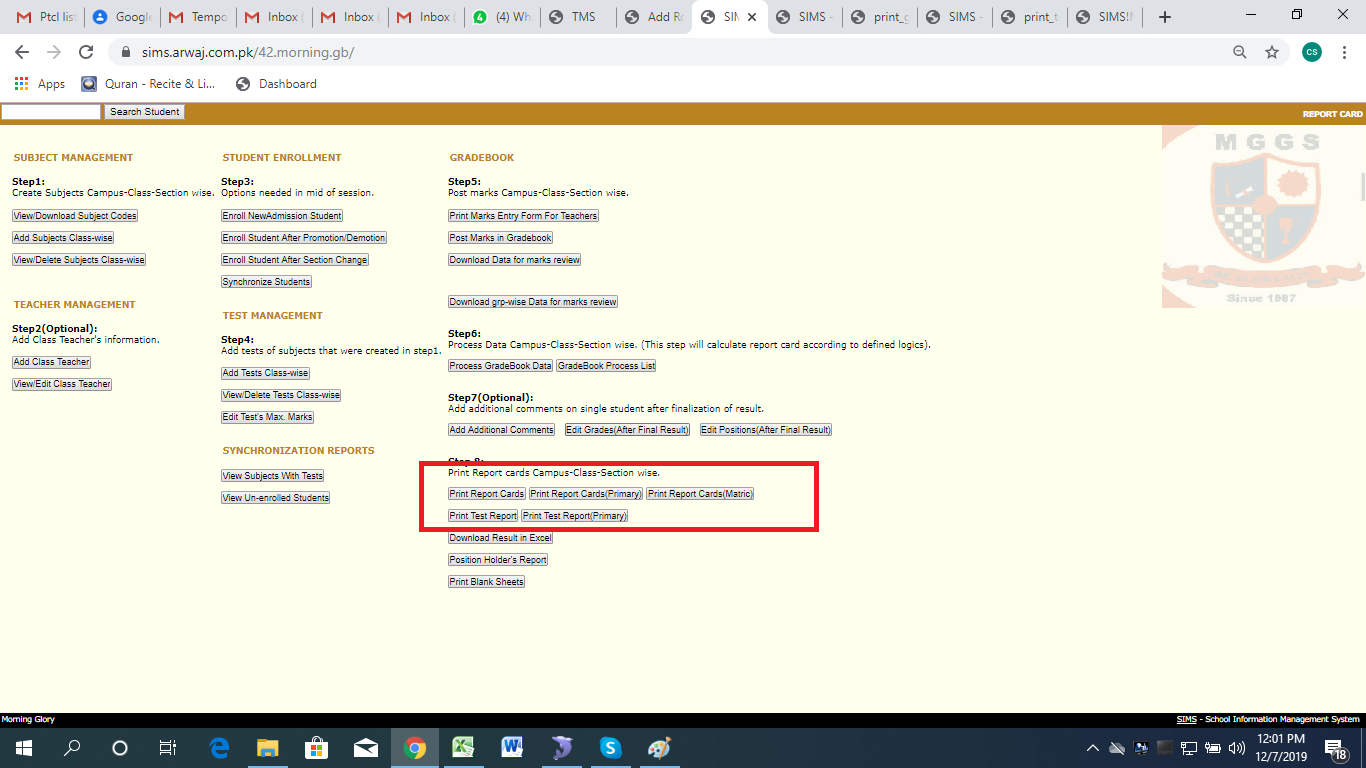 Ptcl list
Google
Tempo
Inbox (
Inbox (
Inbox (
(4) Wh
TMS
Add Ro
SIM
SIMS -
print_g
SIMS -
print_t
SIMS!!
sims.arwaj.com.pk/42.morning.gb/
CS
Apps
Quran - Recite & Li...
Dashboard
Search Student
REPORT CARD
MGGS
Since 1987
SUBJECT MANAGEMENT
Step1:
Create Subjects Campus-Class-Section wise.
View/Download Subject Codes
Add Subjects Class-wise
View/Delete Subjects Class-wise
TEACHER MANAGEMENT
Step2(Optional):
Add Class Teacher's information.
Add Class Teacher
View/Edit Class Teacher
STUDENT ENROLLMENT
Step3:
Options needed in mid of session.
Enroll NewAdmission Student
Enroll Student After Promotion/Demotion
Enroll Student After Section Change
Synchronize Students
TEST MANAGEMENT
Step4:
Add tests of subjects that were created in step1.
Add Tests Class-wise
View/Delete Tests Class-wise
Edit Test's Max. Marks
SYNCHRONIZATION REPORTS
View Subjects With Tests
View Un-enrolled Students
GRADEBOOK
Step5:
Post marks Campus-Class-Section wise.
Print Marks Entry Form For Teachers
Post Marks in Gradebook
Download Data for marks review
Download grp-wise Data for marks review
Step6:
Process Data Campus-Class-Section wise. (This step will calculate report card according to defined logics).
Process GradeBook Data GradeBook Process List
Step7(Optional):
Add additional comments on single student after finalization of result.
Add Additional Comments Edit Grades(After Final Result) Edit Positions(After Final Result)
Step 8:
Print Report cards Campus-Class-Section wise.
Print Report Cards Print Report Cards(Primary) Print Report Cards(Matric)
Print Test Report Print Test Report(Primary)
Download Result in Excel
Position Holder's Report
Print Blank Sheets
Morning Glory
SIMS - School Information Management System
12:01 PM
12/7/2019
18